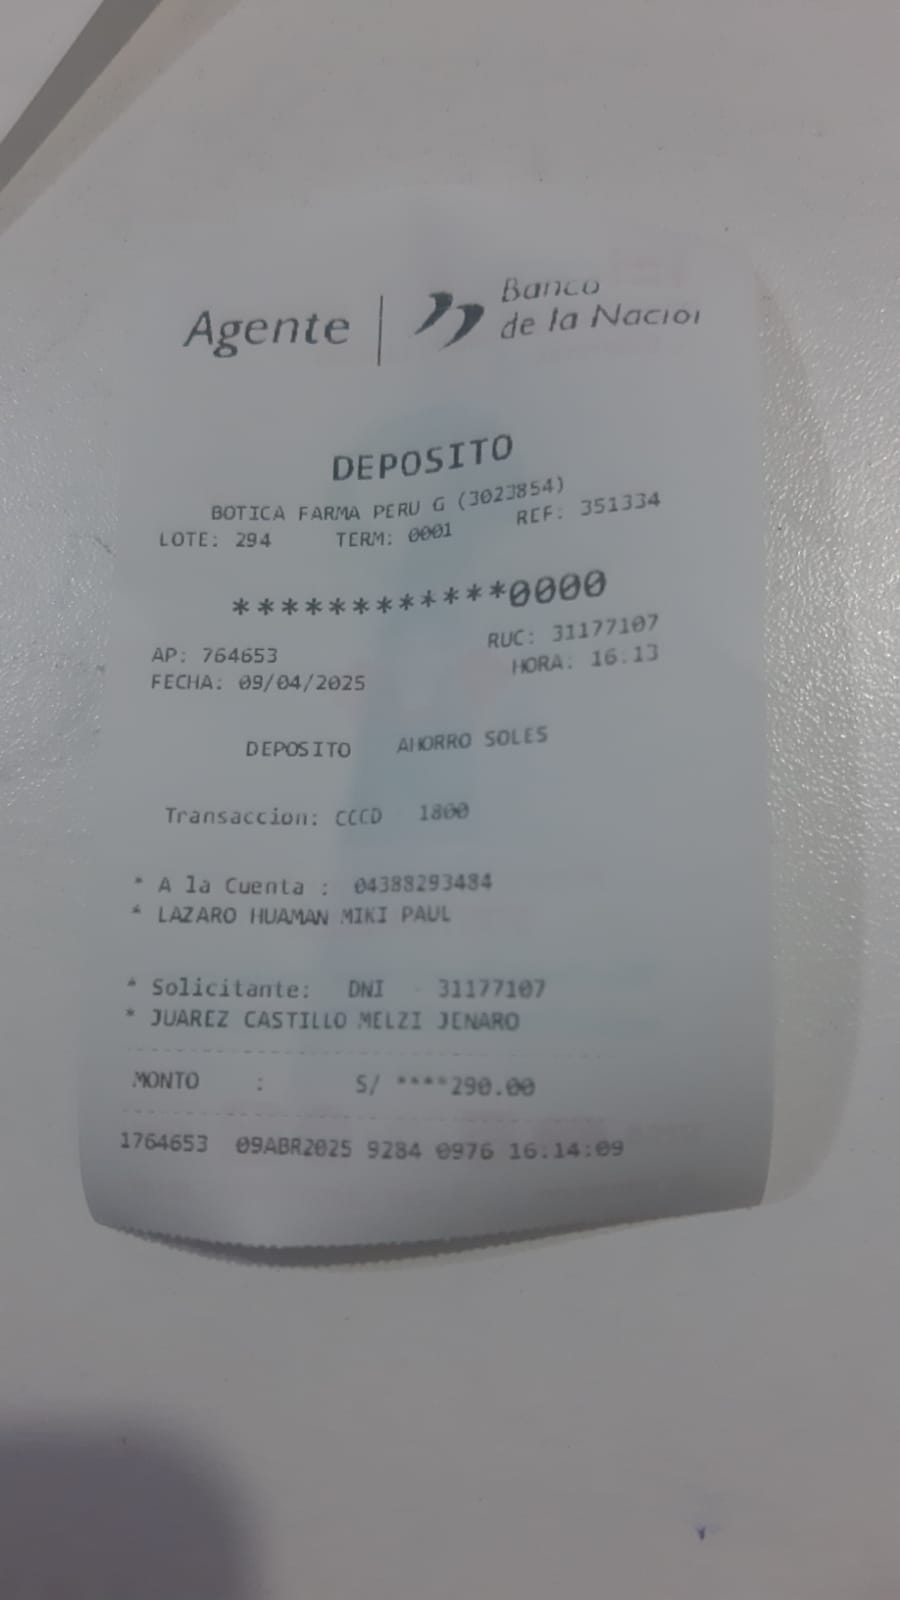 Agente | Banco
de la Nación
DEPOSITO
BOTICA FARMA PERU G (3023854)
LOTE: 294 TERM: 0001 REF: 351334
************0000
AP: 764653 RUC: 31177107
FECHA: 09/04/2025 HORA: 16:13
DEPOSITO AHORRO SOLES
Transaccion: CCCD 1800
* A la Cuenta : 04388293484
* LAZARO HUAMAN MIKI PAUL
* Solicitante: DNI - 31177107
* JUAREZ CASTILLO MELZI JENARO
MONTO : S/ ****290.00
1764653 09ABR2025 9284 0976 16:14:09